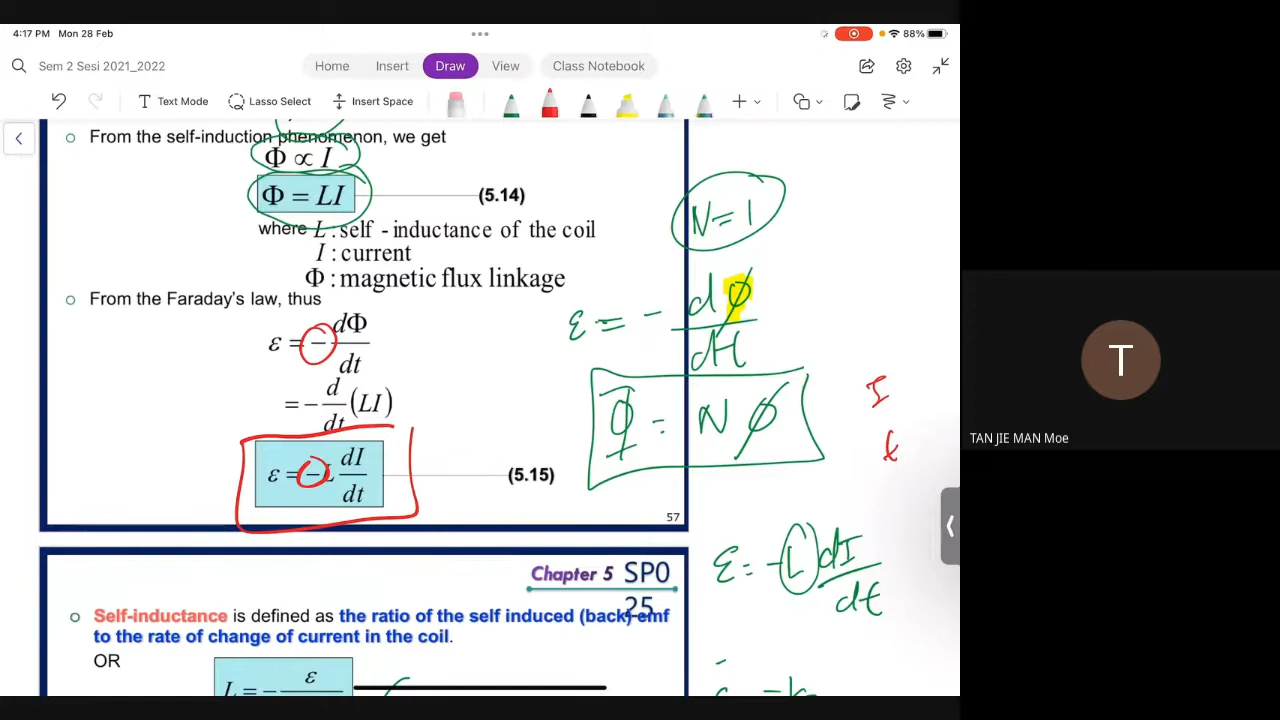 4:17 PM Mon 28 Feb
88%
Sem 2 Sesi 2021_2022
Home Insert Draw View Class Notebook
Text Mode Lasso Select Insert Space
From the self-induction phenomenon, we get
Φ ∝ I
Φ = LI (5.14)
where L : self - inductance of the coil
I : current
Φ : magnetic flux linkage
From the Faraday's law, thus
ε = − dΦ/dt
= − d/dt (LI)
ε = − L dI/dt (5.15)
57
N = 1
ε = − dϕ/dt
Φ = Nϕ
I
t
ε = − L dI/dt
Chapter 5 SPO
25
Self-inductance is defined as the ratio of the self induced (back) emf
to the rate of change of current in the coil.
OR
L = − ε
T
TAN JIE MAN Moe